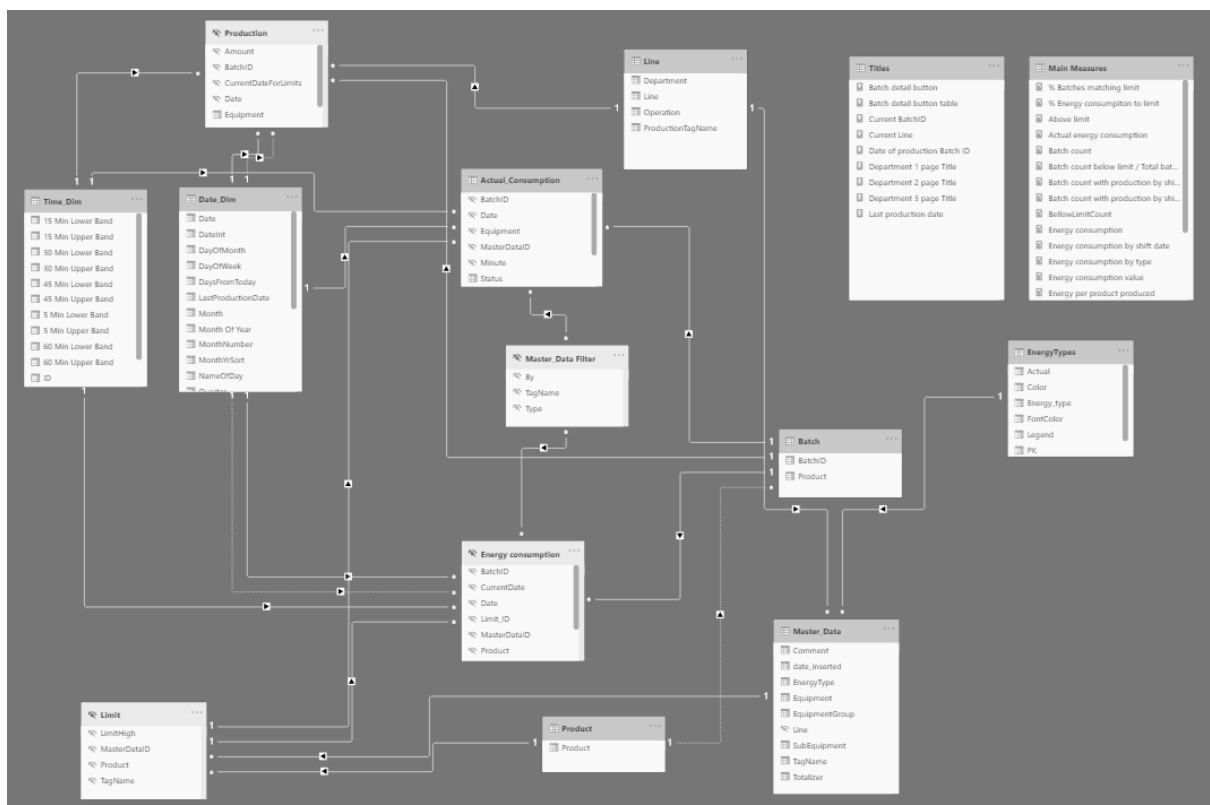 Production
Amount
BatchID
CurrentDateForLimits
Date
Equipment
Line
Department
Line
Operation
ProductionTagName
Titles
Batch detail button
Batch detail button table
Current BatchID
Current Line
Date of production Batch ID
Department 1 page Title
Department 2 page Title
Department 3 page Title
Last production date
Main Measures
% Batches matching limit
% Energy consumpiton to limit
Above limit
Actual energy consumption
Batch count
Batch count below limit / Total bat...
Batch count with production by shi...
Batch count with production by shi...
BellowLimitCount
Energy consumption
Energy consumption by shift date
Energy consumption by type
Energy consumption value
Energy per product produced
Time_Dim
15 Min Lower Band
15 Min Upper Band
30 Min Lower Band
30 Min Upper Band
45 Min Lower Band
45 Min Upper Band
5 Min Lower Band
5 Min Upper Band
60 Min Lower Band
60 Min Upper Band
ID
Date_Dim
Date
DateInt
DayOfMonth
DayOfWeek
DaysFromToday
LastProductionDate
Month
Month Of Year
MonthNumber
MonthYrSort
NameOfDay
Actual_Consumption
BatchID
Date
Equipment
MasterDataID
Minute
Status
Master_Data Filter
By
TagName
Type
EnergyTypes
Actual
Color
Energy_type
FontColor
Legend
PK
Batch
BatchID
Product
Energy consumption
BatchID
CurrentDate
Date
Limit_ID
MasterDataID
Product
Master_Data
Comment
date_inserted
EnergyType
Equipment
EquipmentGroup
Line
SubEquipment
TagName
Totalizer
Limit
LimitHigh
MasterDataID
Product
TagName
Product
Product